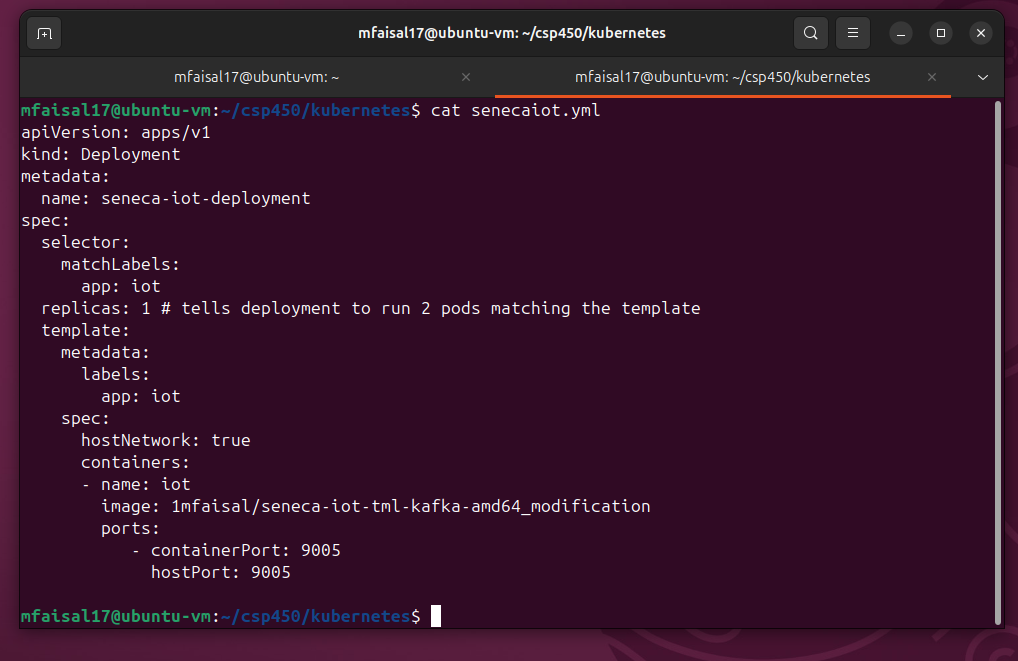 mfaisal17@ubuntu-vm: ~/csp450/kubernetes
mfaisal17@ubuntu-vm: ~
mfaisal17@ubuntu-vm: ~/csp450/kubernetes
mfaisal17@ubuntu-vm:~/csp450/kubernetes$ cat senecaiot.yml
apiVersion: apps/v1
kind: Deployment
metadata:
  name: seneca-iot-deployment
spec:
  selector:
    matchLabels:
      app: iot
  replicas: 1 # tells deployment to run 2 pods matching the template
  template:
    metadata:
      labels:
        app: iot
    spec:
      hostNetwork: true
      containers:
      - name: iot
        image: 1mfaisal/seneca-iot-tml-kafka-amd64_modification
        ports:
           - containerPort: 9005
             hostPort: 9005
mfaisal17@ubuntu-vm:~/csp450/kubernetes$